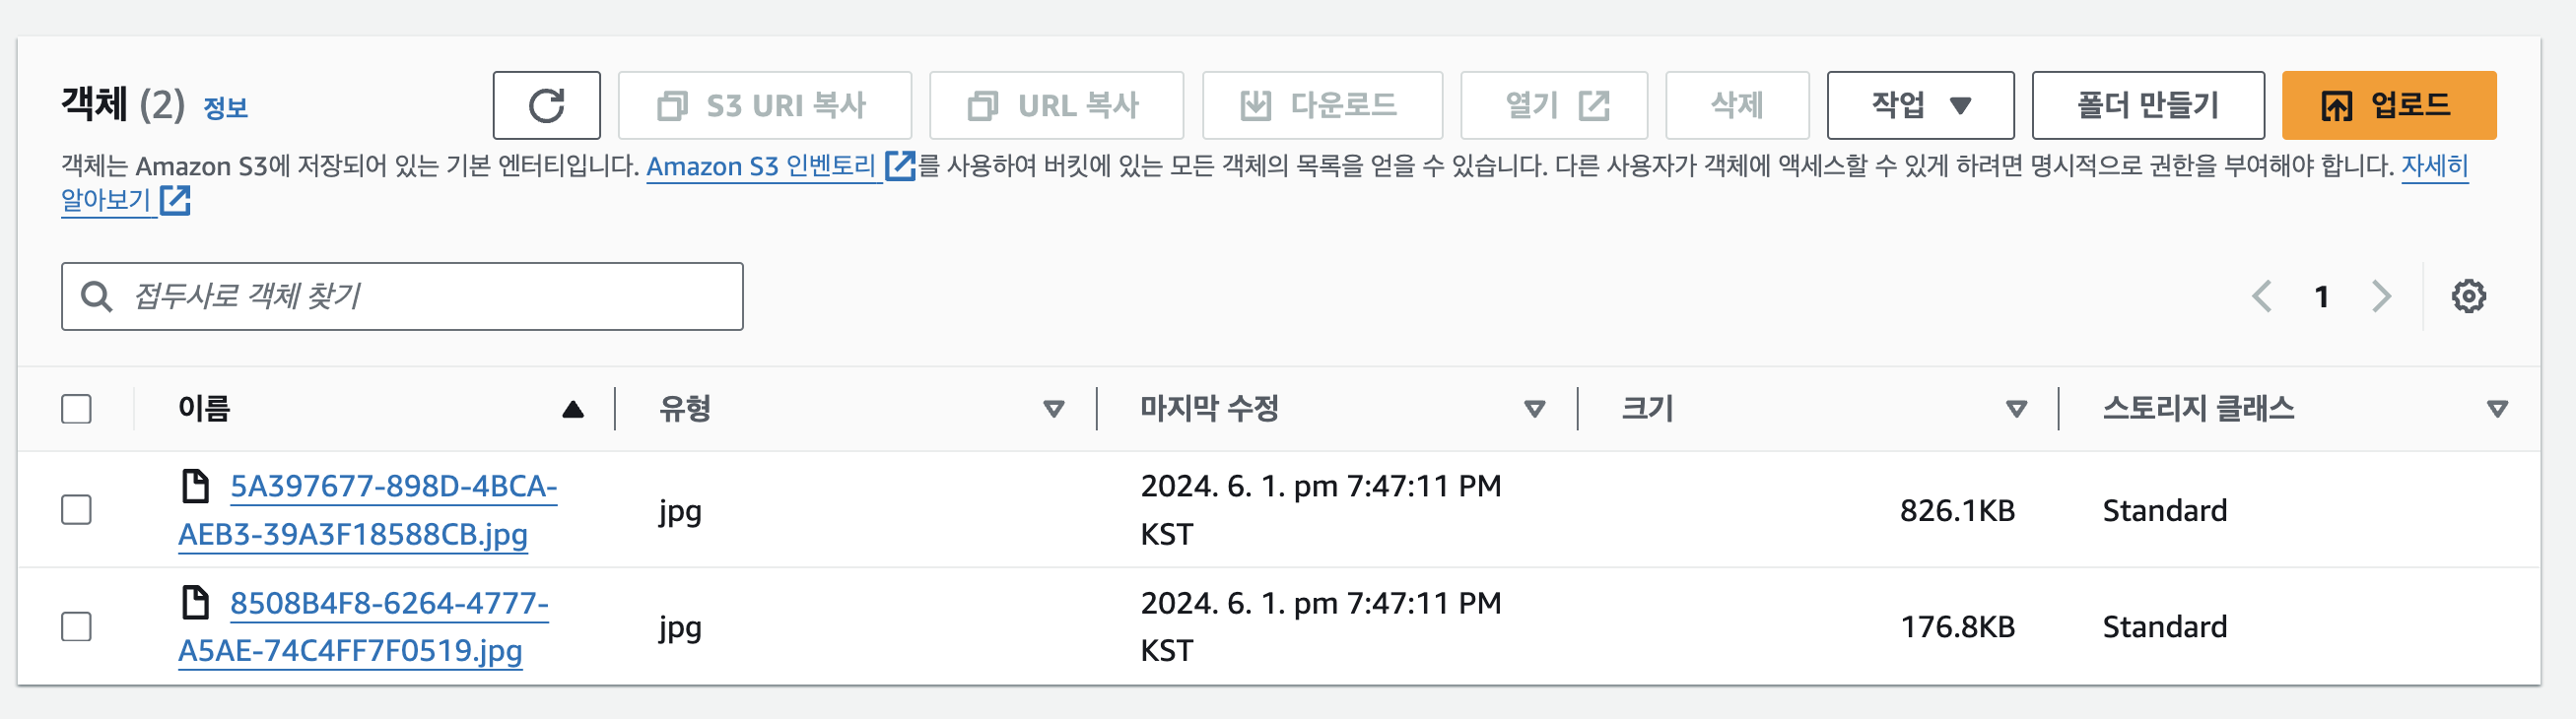 객체 (2) 정보 S3 URI 복사 URL 복사 다운로드 열기 삭제 작업 폴더 만들기 업로드
객체는 Amazon S3에 저장되어 있는 기본 엔터티입니다. Amazon S3 인벤토리 를 사용하여 버킷에 있는 모든 객체의 목록을 얻을 수 있습니다. 다른 사용자가 객체에 액세스할 수 있게 하려면 명시적으로 권한을 부여해야 합니다. 자세히
알아보기
접두사로 객체 찾기 1
이름 유형 마지막 수정 크기 스토리지 클래스
5A397677-898D-4BCA-
AEB3-39A3F18588CB.jpg
jpg
2024. 6. 1. pm 7:47:11 PM
KST
826.1KB
Standard
8508B4F8-6264-4777-
A5AE-74C4FF7F0519.jpg
jpg
2024. 6. 1. pm 7:47:11 PM
KST
176.8KB
Standard